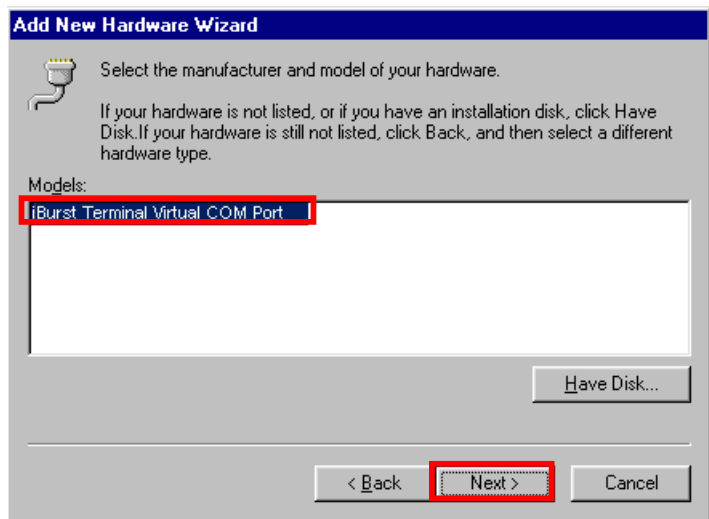 Add New Hardware Wizard
Select the manufacturer and model of your hardware.
If your hardware is not listed, or if you have an installation disk, click Have
Disk.If your hardware is still not listed, click Back, and then select a different
hardware type.
Models:
iBurst Terminal Virtual COM Port
Have Disk...
< Back
Next >
Cancel